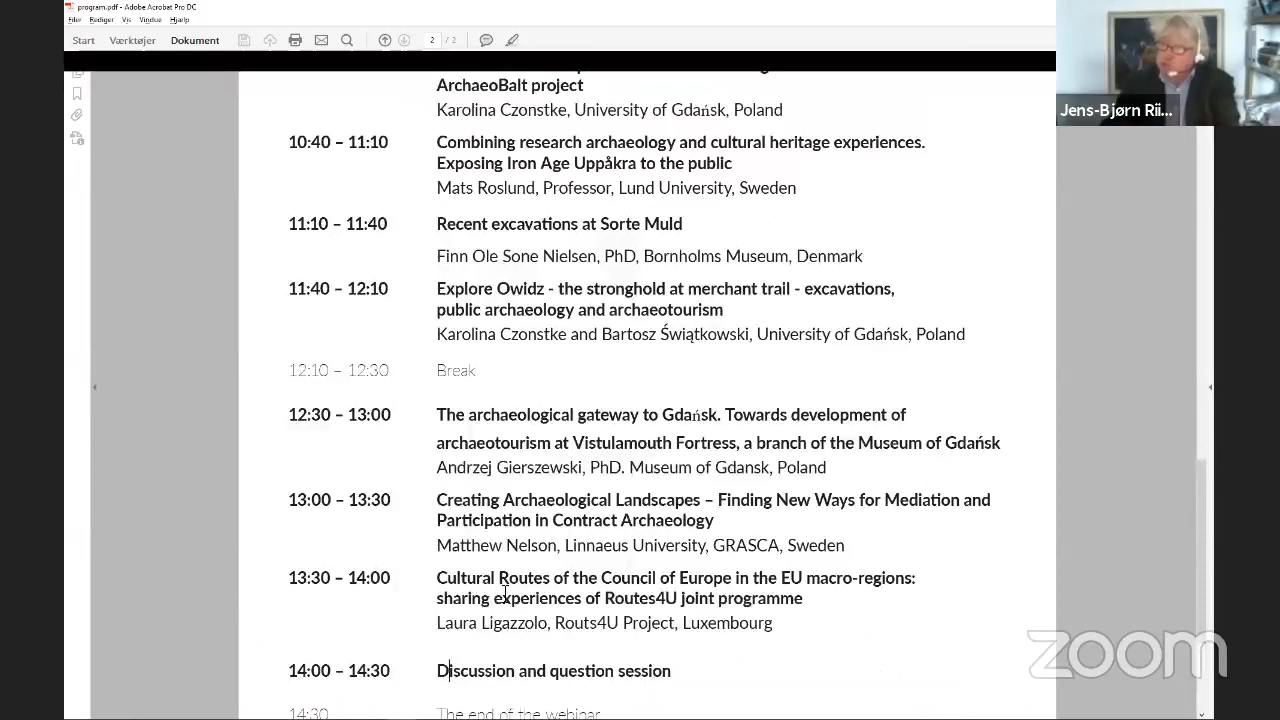 program.pdf - Adobe Acrobat Pro DC
Filer Rediger Vis Vindue Hjælp
Start Værktøjer Dokument 2 / 2
ArchaeoBalt project
Karolina Czonstke, University of Gdańsk, Poland
Jens-Bjørn Rii...
10:40 – 11:10 Combining research archaeology and cultural heritage experiences.
Exposing Iron Age Uppåkra to the public
Mats Roslund, Professor, Lund University, Sweden
11:10 – 11:40 Recent excavations at Sorte Muld
Finn Ole Sone Nielsen, PhD, Bornholms Museum, Denmark
11:40 – 12:10 Explore Owidz - the stronghold at merchant trail - excavations,
public archaeology and archaeotourism
Karolina Czonstke and Bartosz Świątkowski, University of Gdańsk, Poland
12:10 – 12:30 Break
12:30 – 13:00 The archaeological gateway to Gdańsk. Towards development of
archaeotourism at Vistulamouth Fortress, a branch of the Museum of Gdańsk
Andrzej Gierszewski, PhD. Museum of Gdansk, Poland
13:00 – 13:30 Creating Archaeological Landscapes – Finding New Ways for Mediation and
Participation in Contract Archaeology
Matthew Nelson, Linnaeus University, GRASCA, Sweden
13:30 – 14:00 Cultural Routes of the Council of Europe in the EU macro-regions:
sharing experiences of Routes4U joint programme
Laura Ligazzolo, Routs4U Project, Luxembourg
14:00 – 14:30 Discussion and question session
14:30 The end of the webinar
zoom